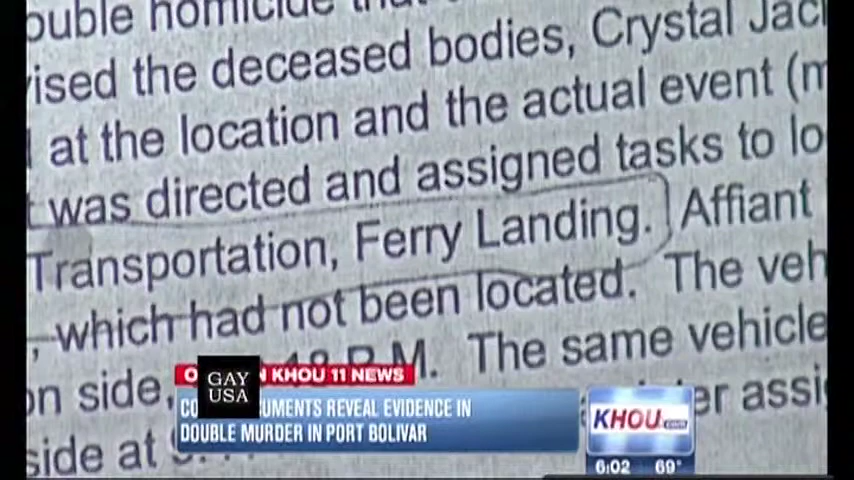 ouble homicide
ised the deceased bodies, Crystal Jac
at the location and the actual event (m
was directed and assigned tasks to lo
Transportation, Ferry Landing. Affiant
, which had not been located. The veh
on side, P.M. The same vehicle
er assi
side at
KHOU 11 NEWS
GAY
USA
UMENTS REVEAL EVIDENCE IN
DOUBLE MURDER IN PORT BOLIVAR
KHOU.com
6:02 69°